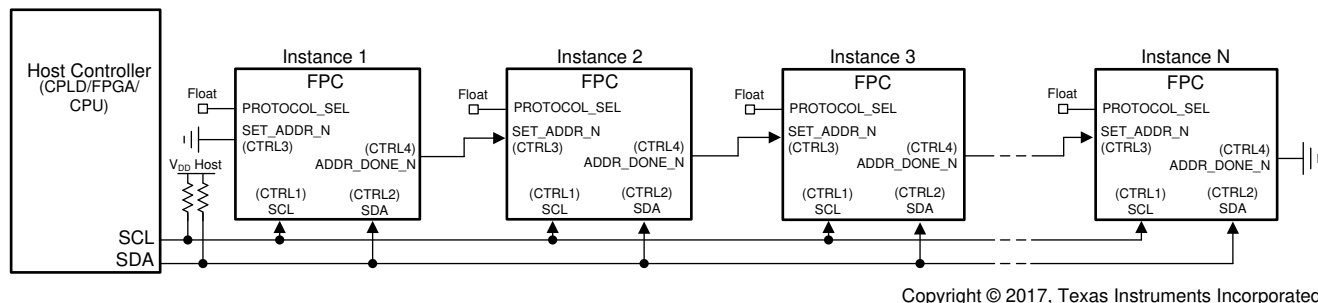 Host Controller
(CPLD/FPGA/
CPU)
SCL
SDA
VDD Host
Instance 1
FPC
Float
PROTOCOL_SEL
SET_ADDR_N
(CTRL3)
(CTRL4)
ADDR_DONE_N
(CTRL1)
SCL
(CTRL2)
SDA
Instance 2
FPC
Float
PROTOCOL_SEL
SET_ADDR_N
(CTRL3)
(CTRL4)
ADDR_DONE_N
(CTRL1)
SCL
(CTRL2)
SDA
Instance 3
FPC
Float
PROTOCOL_SEL
SET_ADDR_N
(CTRL3)
(CTRL4)
ADDR_DONE_N
(CTRL1)
SCL
(CTRL2)
SDA
Instance N
FPC
Float
PROTOCOL_SEL
SET_ADDR_N
(CTRL3)
(CTRL4)
ADDR_DONE_N
(CTRL1)
SCL
(CTRL2)
SDA
Copyright © 2017, Texas Instruments Incorporated